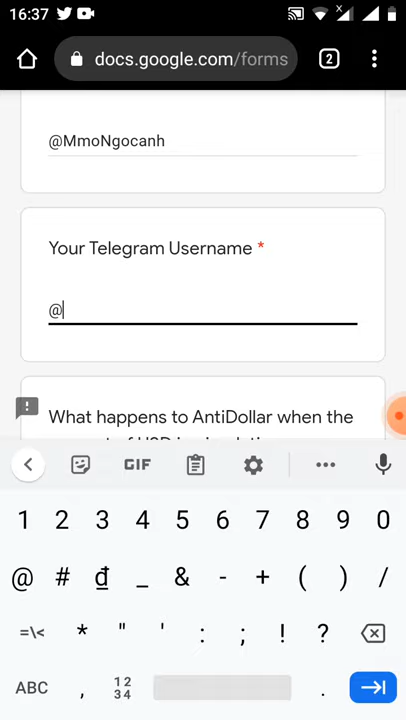 16:37
docs.google.com/forms
2
@MmoNgocanh
Your Telegram Username *
@
What happens to AntiDollar when the
GIF
1 2 3 4 5 6 7 8 9 0
@ # ₫ _ & - + ( ) /
=\< * " ' : ; ! ?
ABC , 12 34 .